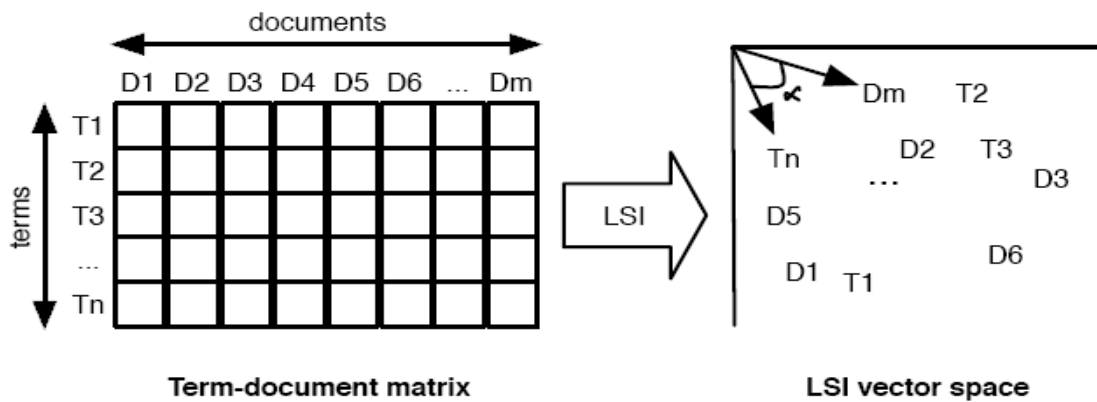 documents
D1 D2 D3 D4 D5 D6 ... Dm
terms
T1
T2
T3
...
Tn
LSI
α
Dm T2
Tn D2 T3
... D3
D5
D6
D1 T1
Term-document matrix
LSI vector space